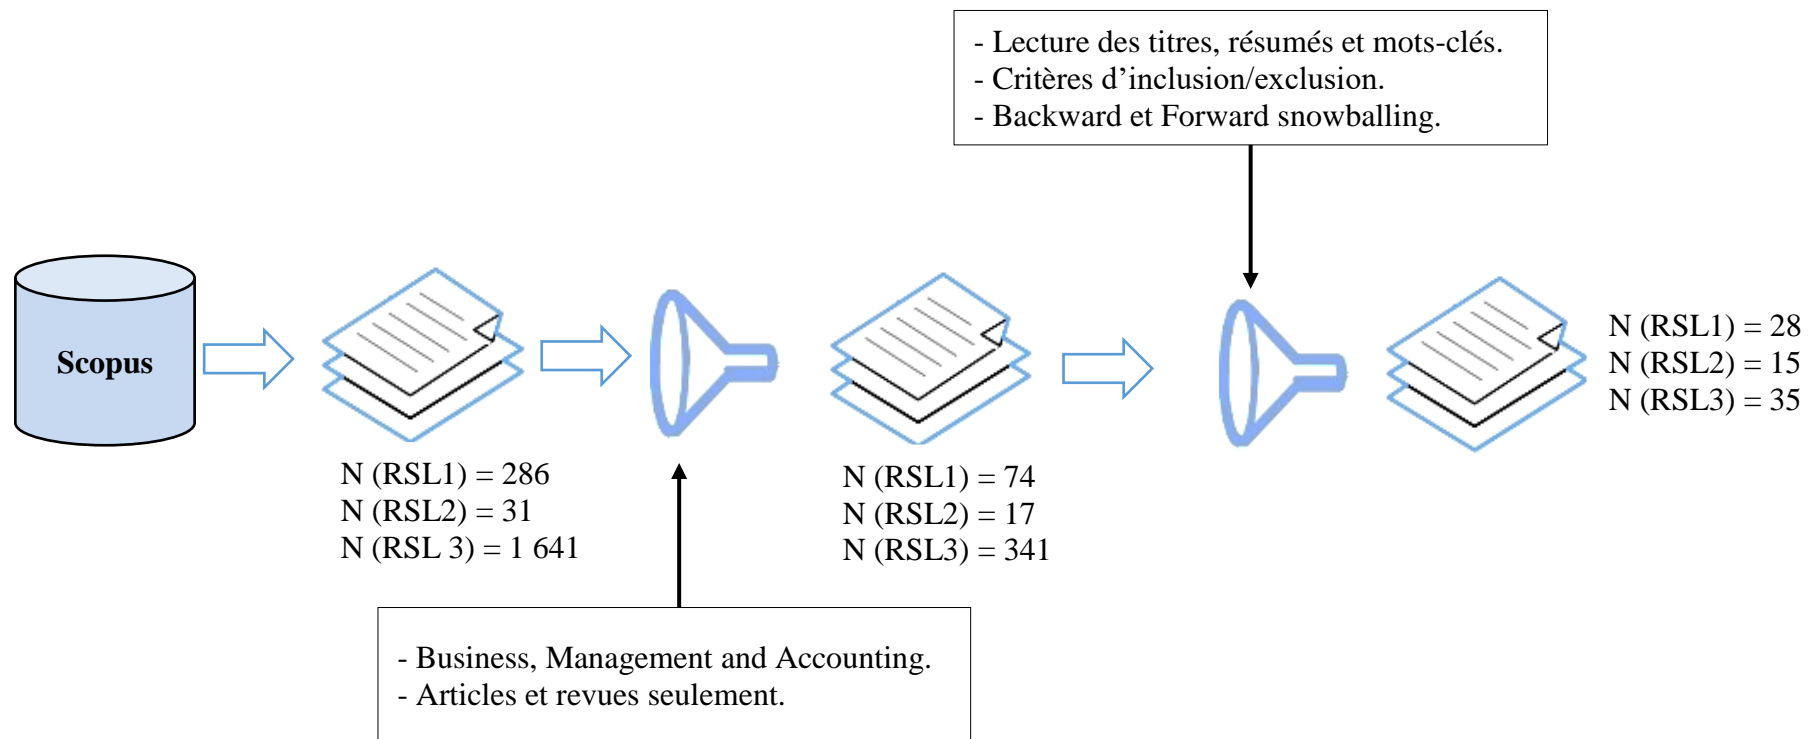 - Lecture des titres, résumés et mots-clés.
- Critères d’inclusion/exclusion.
- Backward et Forward snowballing.
Scopus
N (RSL1) = 286
N (RSL2) = 31
N (RSL 3) = 1 641
N (RSL1) = 74
N (RSL2) = 17
N (RSL3) = 341
N (RSL1) = 28
N (RSL2) = 15
N (RSL3) = 35
- Business, Management and Accounting.
- Articles et revues seulement.